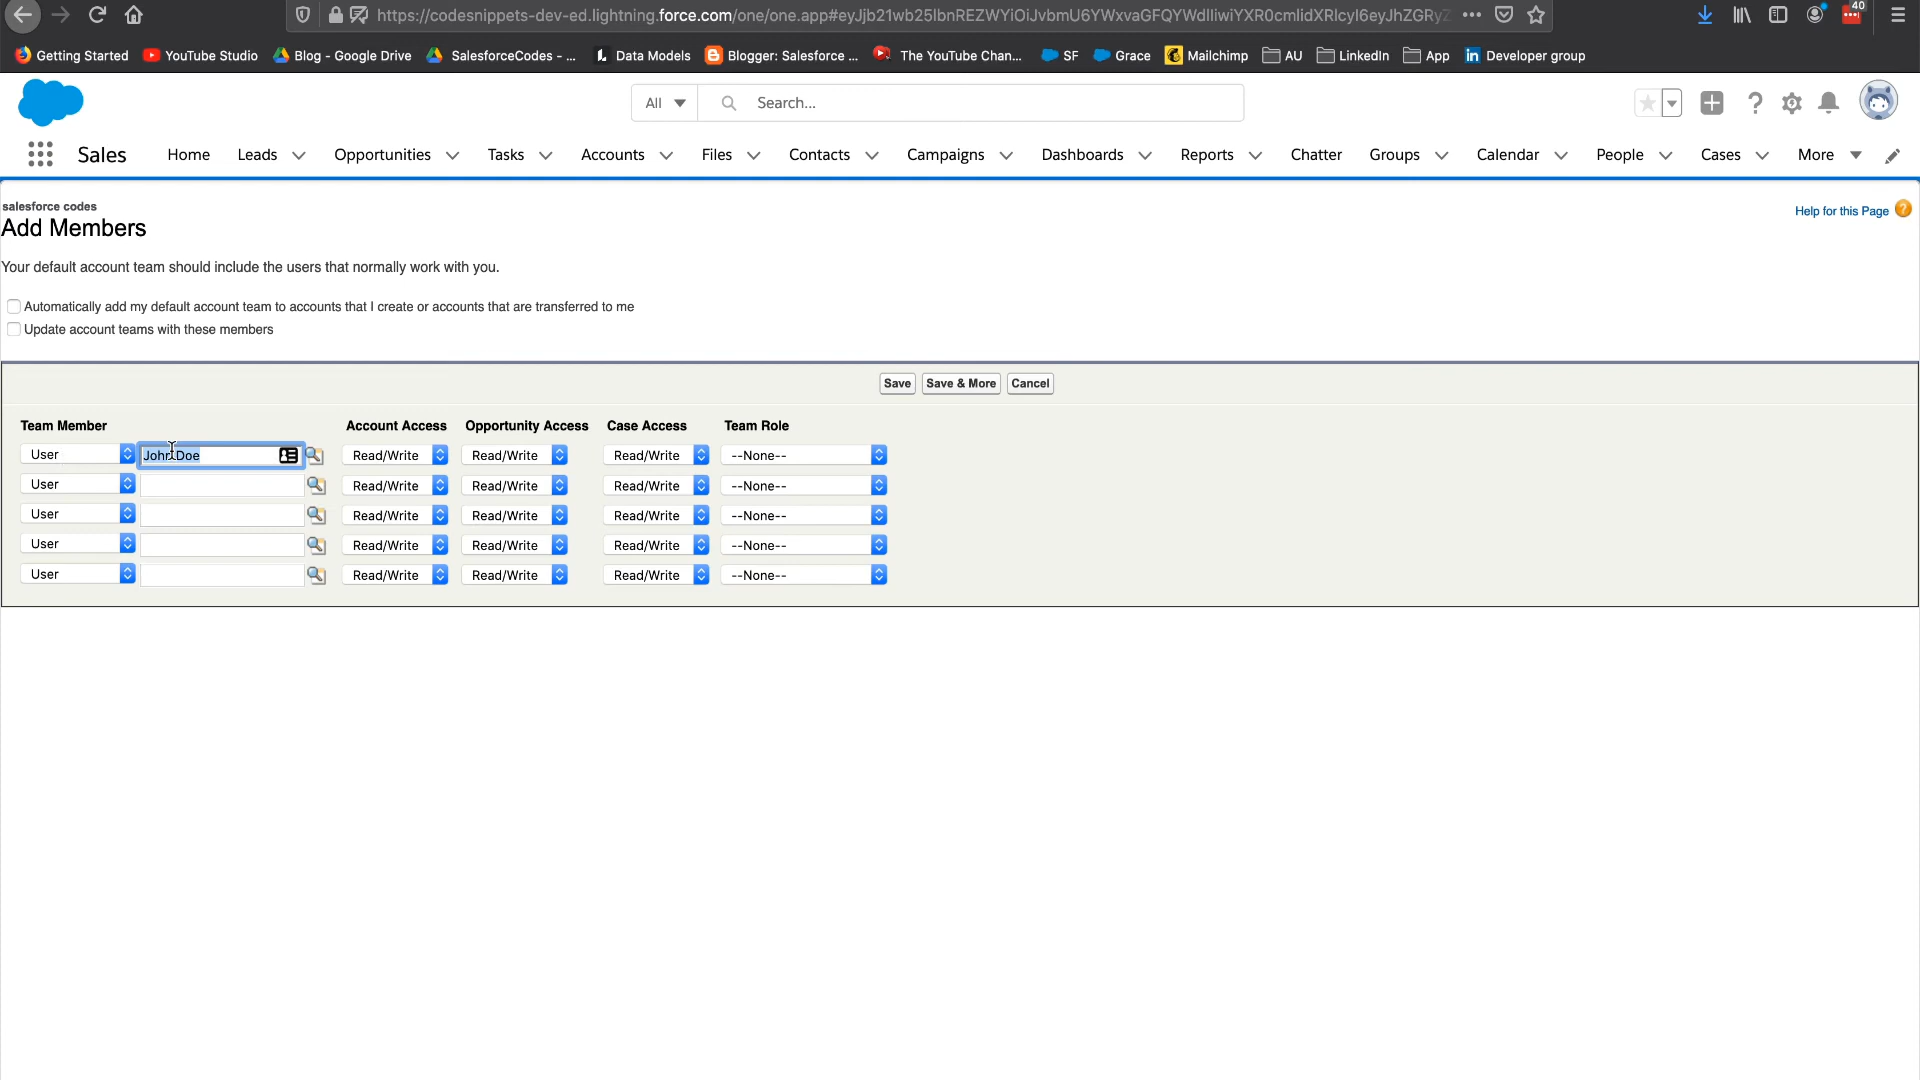 https://codesnippets-dev-ed.lightning.force.com/one/one.app#
40
Getting Started YouTube Studio Blog - Google Drive SalesforceCodes - ... Data Models Blogger: Salesforce ... The YouTube Chan... SF Grace Mailchimp AU LinkedIn App Developer group
All Search...
Sales Home Leads Opportunities Tasks Accounts Files Contacts Campaigns Dashboards Reports Chatter Groups Calendar People Cases More
salesforce codes
Add Members
Help for this Page
Your default account team should include the users that normally work with you.
Automatically add my default account team to accounts that I create or accounts that are transferred to me
Update account teams with these members
Save Save & More Cancel
Team Member Account Access Opportunity Access Case Access Team Role
User John Doe Read/Write Read/Write Read/Write --None--
User Read/Write Read/Write Read/Write --None--
User Read/Write Read/Write Read/Write --None--
User Read/Write Read/Write Read/Write --None--
User Read/Write Read/Write Read/Write --None--